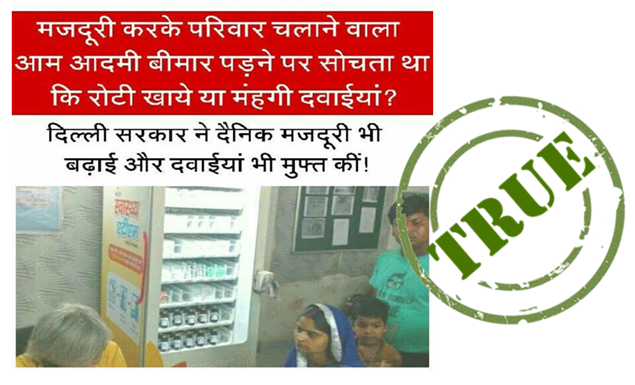 मजदूरी करके परिवार चलाने वाला
आम आदमी बीमार पड़ने पर सोचता था
कि रोटी खाये या मंहगी दवाईयां?
दिल्ली सरकार ने दैनिक मजदूरी भी
बढ़ाई और दवाईयां भी मुफ्त कीं!
स्वास्थ्य
TRUE